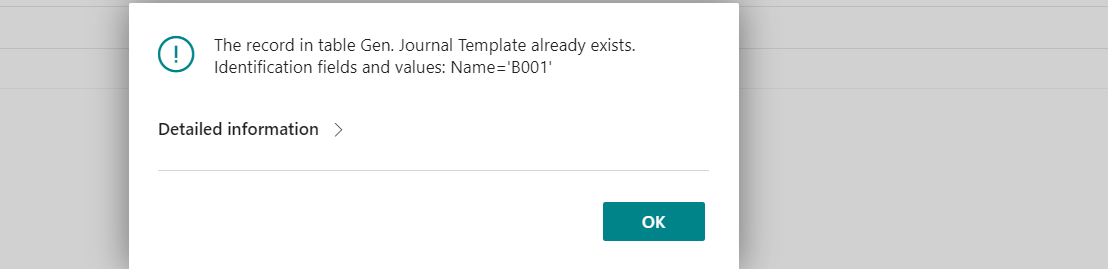 The record in table Gen. Journal Template already exists.
Identification fields and values: Name='B001'
Detailed information
OK